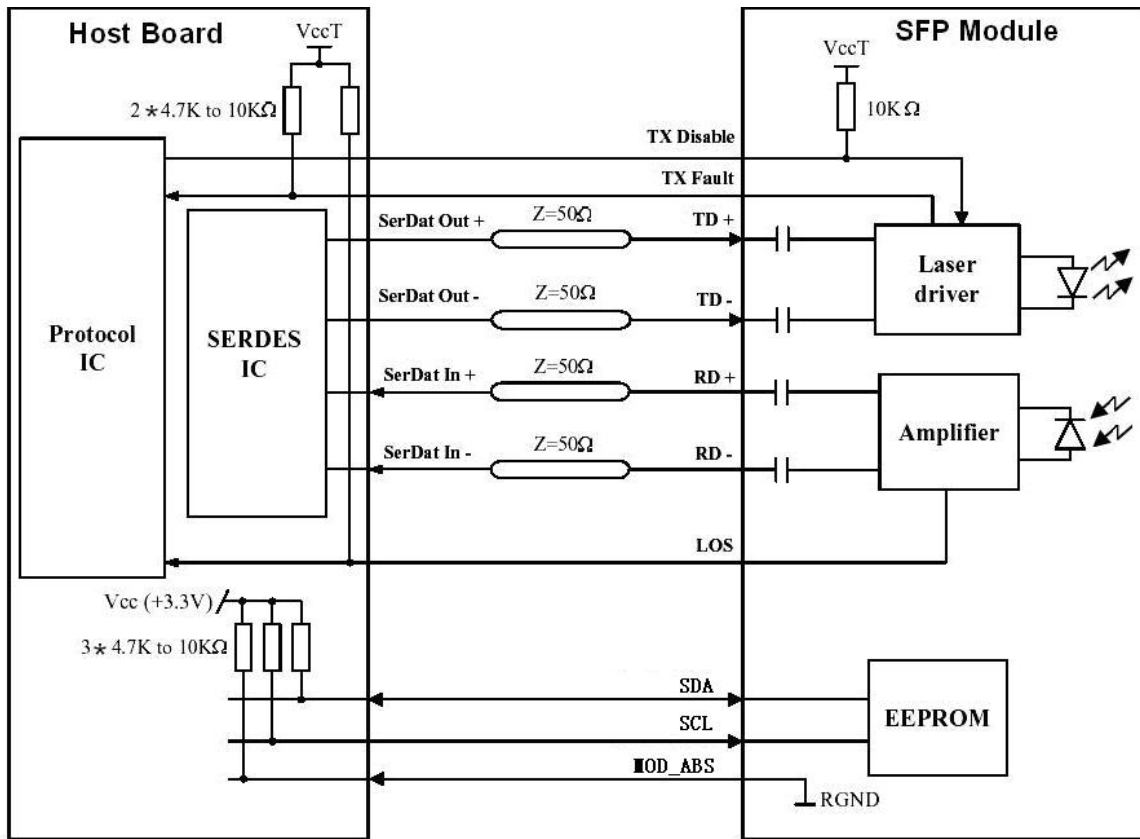 Host Board
SFP Module
VccT
VccT
2*4.7K to 10KΩ
10KΩ
TX Disable
TX Fault
SerDat Out +
Z=50Ω
TD +
SerDat Out -
Z=50Ω
TD -
Laser
driver
Protocol
IC
SERDES
IC
SerDat In +
Z=50Ω
RD +
SerDat In -
Z=50Ω
RD -
Amplifier
LOS
Vcc (+3.3V)
3*4.7K to 10KΩ
SDA
SCL
MOD_ABS
EEPROM
RGND